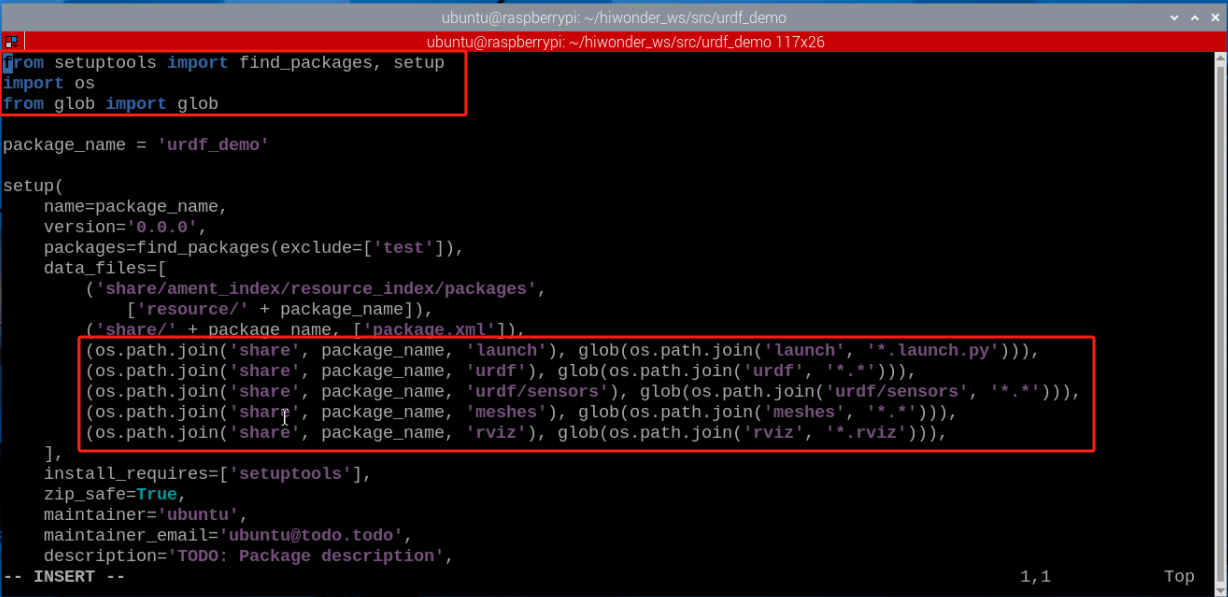 ubuntu@raspberrypi: ~/hiwonder_ws/src/urdf_demo
ubuntu@raspberrypi: ~/hiwonder_ws/src/urdf_demo 117x26
from setuptools import find_packages, setup
import os
from glob import glob

package_name = 'urdf_demo'

setup(
    name=package_name,
    version='0.0.0',
    packages=find_packages(exclude=['test']),
    data_files=[
        ('share/ament_index/resource_index/packages',
            ['resource/' + package_name]),
        ('share/' + package_name, ['package.xml']),
        (os.path.join('share', package_name, 'launch'), glob(os.path.join('launch', '*.launch.py'))),
        (os.path.join('share', package_name, 'urdf'), glob(os.path.join('urdf', '*.*'))),
        (os.path.join('share', package_name, 'urdf/sensors'), glob(os.path.join('urdf/sensors', '*.*'))),
        (os.path.join('share', package_name, 'meshes'), glob(os.path.join('meshes', '*.*'))),
        (os.path.join('share', package_name, 'rviz'), glob(os.path.join('rviz', '*.rviz'))),
    ],
    install_requires=['setuptools'],
    zip_safe=True,
    maintainer='ubuntu',
    maintainer_email='ubuntu@todo.todo',
    description='TODO: Package description',
-- INSERT -- 1,1 Top